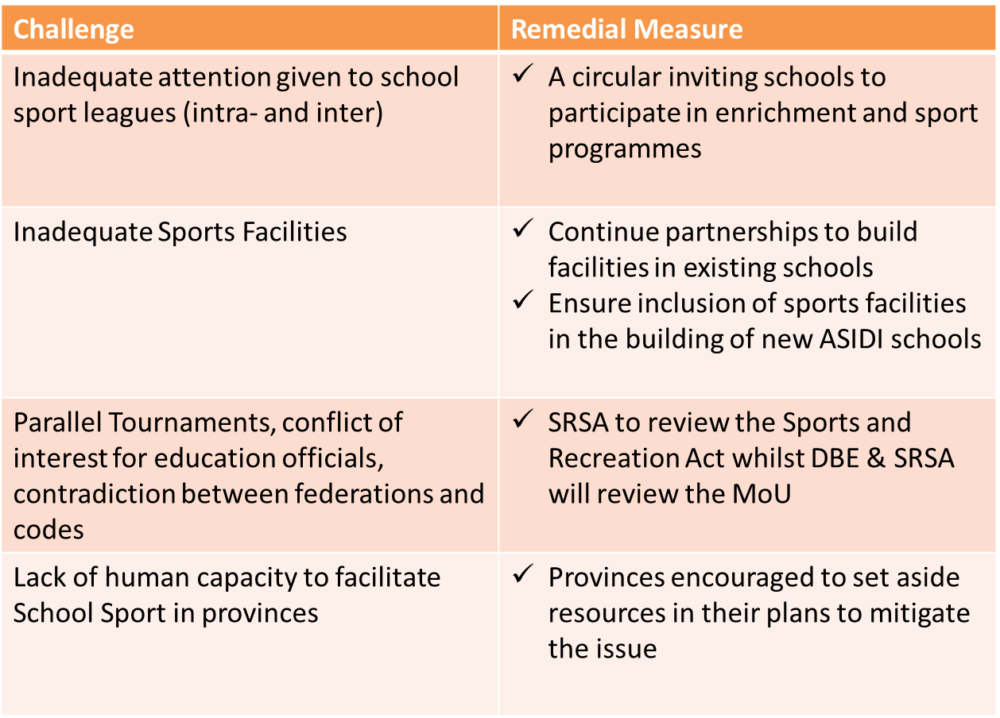 Challenge
Remedial Measure
Inadequate attention given to school
sport leagues (intra- and inter)
✓ A circular inviting schools to
participate in enrichment and sport
programmes
Inadequate Sports Facilities
✓ Continue partnerships to build
facilities in existing schools
✓ Ensure inclusion of sports facilities
in the building of new ASIDI schools
Parallel Tournaments, conflict of
interest for education officials,
contradiction between federations and
codes
✓ SRSA to review the Sports and
Recreation Act whilst DBE & SRSA
will review the MoU
Lack of human capacity to facilitate
School Sport in provinces
✓ Provinces encouraged to set aside
resources in their plans to mitigate
the issue